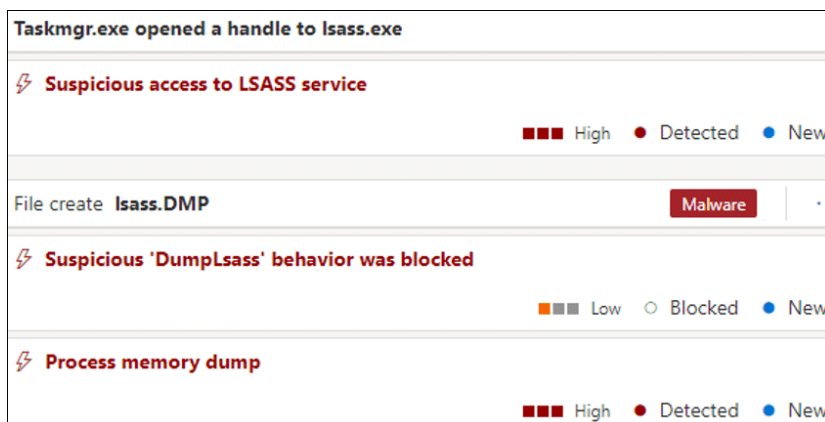 Taskmgr.exe opened a handle to lsass.exe
Suspicious access to LSASS service
High Detected New
File create lsass.DMP Malware
Suspicious 'DumpLsass' behavior was blocked
Low Blocked New
Process memory dump
High Detected New